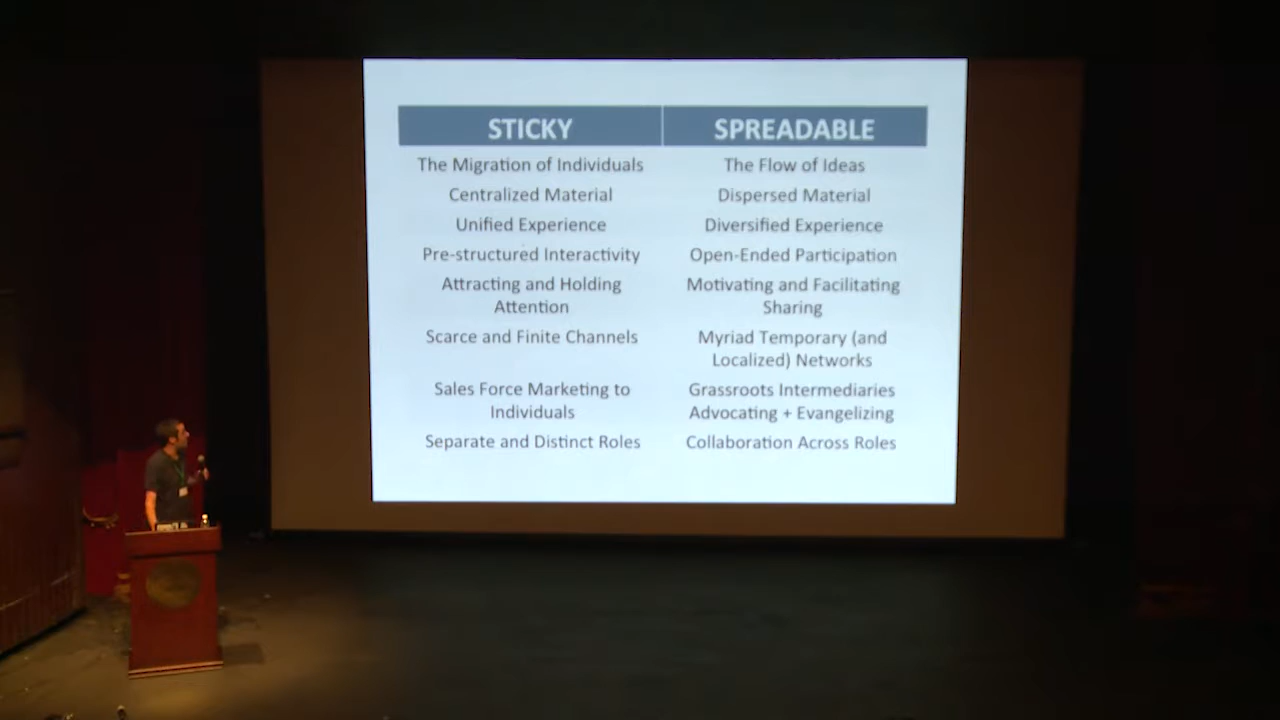 STICKY SPREADABLE
The Migration of Individuals The Flow of Ideas
Centralized Material Dispersed Material
Unified Experience Diversified Experience
Pre-structured Interactivity Open-Ended Participation
Attracting and Holding Motivating and Facilitating
Attention Sharing
Scarce and Finite Channels Myriad Temporary (and
Localized) Networks
Sales Force Marketing to Grassroots Intermediaries
Individuals Advocating + Evangelizing
Separate and Distinct Roles Collaboration Across Roles